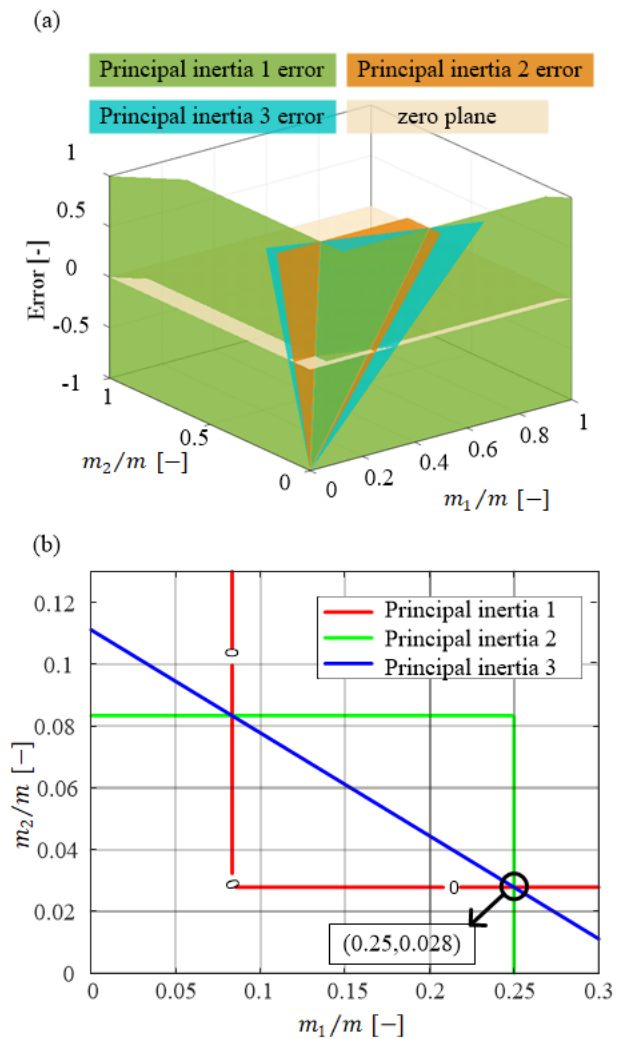 (a)
Principal inertia 1 error Principal inertia 2 error
Principal inertia 3 error zero plane
1
0.5
0
-0.5
-1
Error [-]
1
0.5
0
m₂/m [−]
0
0.2
0.4
0.6
0.8
1
m₁/m [−]
(b)
Principal inertia 1
Principal inertia 2
Principal inertia 3
0.12
0.1
0.08
0.06
0.04
0.02
0
m₂/m [−]
0
0
0
(0.25,0.028)
0 0.05 0.1 0.15 0.2 0.25 0.3
m₁/m [−]